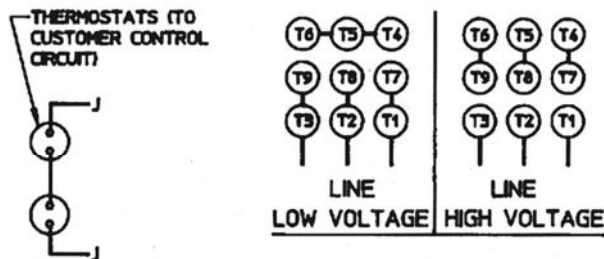 THERMOSTATS (TO
CUSTOMER CONTROL
CIRCUIT)
J
J
T6 T5 T4
T9 T8 T7
T3 T2 T1
LINE
LOW VOLTAGE
T6 T5 T4
T9 T8 T7
T3 T2 T1
LINE
HIGH VOLTAGE